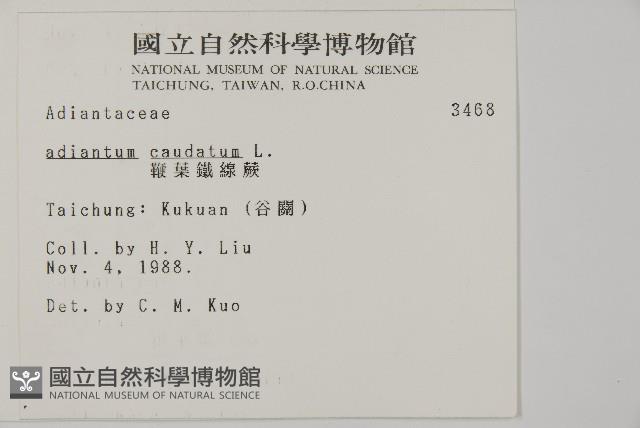 國立自然科學博物館
NATIONAL MUSEUM OF NATURAL SCIENCE
TAICHUNG, TAIWAN, R.O.CHINA
Adiantaceae 3468
adiantum caudatum L.
鞭葉鐵線蕨
Taichung: Kukuan (谷關)
Coll. by H. Y. Liu
Nov. 4, 1988.
Det. by C. M. Kuo
國立自然科學博物館
NATIONAL MUSEUM OF NATURAL SCIENCE